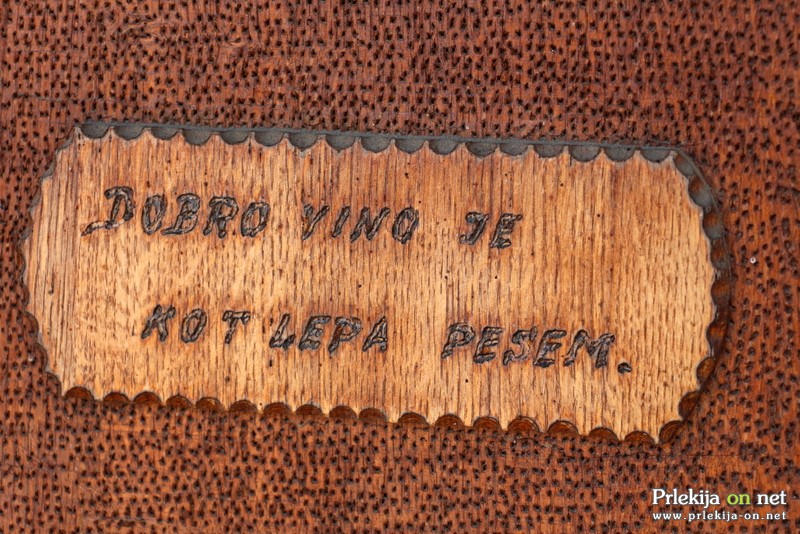 DOBRO VINO JE
KOT LEPA PESEM.
Prlekija on net
www.prlekija-on.net